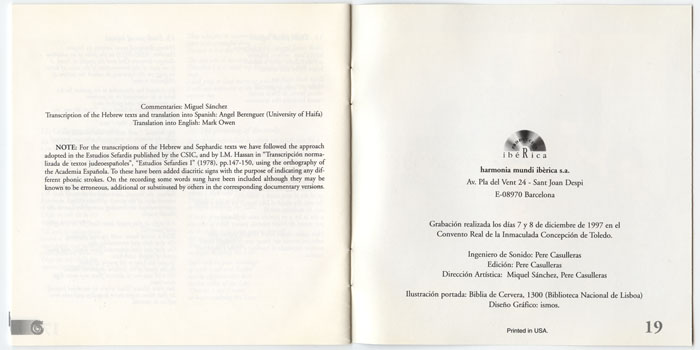 Commentaries: Miguel Sánchez
Transcription of the Hebrew texts and translation into Spanish: Angel Berenguer (University of Haifa)
Translation into English: Mark Owen
NOTE: For the transcriptions of the Hebrew and Sephardic texts we have followed the approach
adopted in the Estudios Sefardís published by the CSIC, and by I.M. Hassan in "Transcripción norma-
lizada de textos judeoespañoles", "Estudios Sefardíes I" (1978), pp.147-150, using the orthography of
the Academia Española. To these have been added diacritic signs with the purpose of indicating any dif-
ferent phonic strokes. On the recording some words sung have been included although they may be
known to be erroneous, additional or substituted by others in the corresponding documentary versions.
ibèRica
harmonia mundi ibèrica s.a.
Av. Pla del Vent 24 - Sant Joan Despi
E-08970 Barcelona
Grabación realizada los días 7 y 8 de diciembre de 1997 en el
Convento Real de la Inmaculada Concepción de Toledo.
Ingeniero de Sonido: Pere Casulleras
Edición: Pere Casulleras
Dirección Artística: Miquel Sánchez, Pere Casulleras
Ilustración portada: Biblia de Cervera, 1300 (Biblioteca Nacional de Lisboa)
Diseño Gráfico: ismos.
Printed in USA.
19